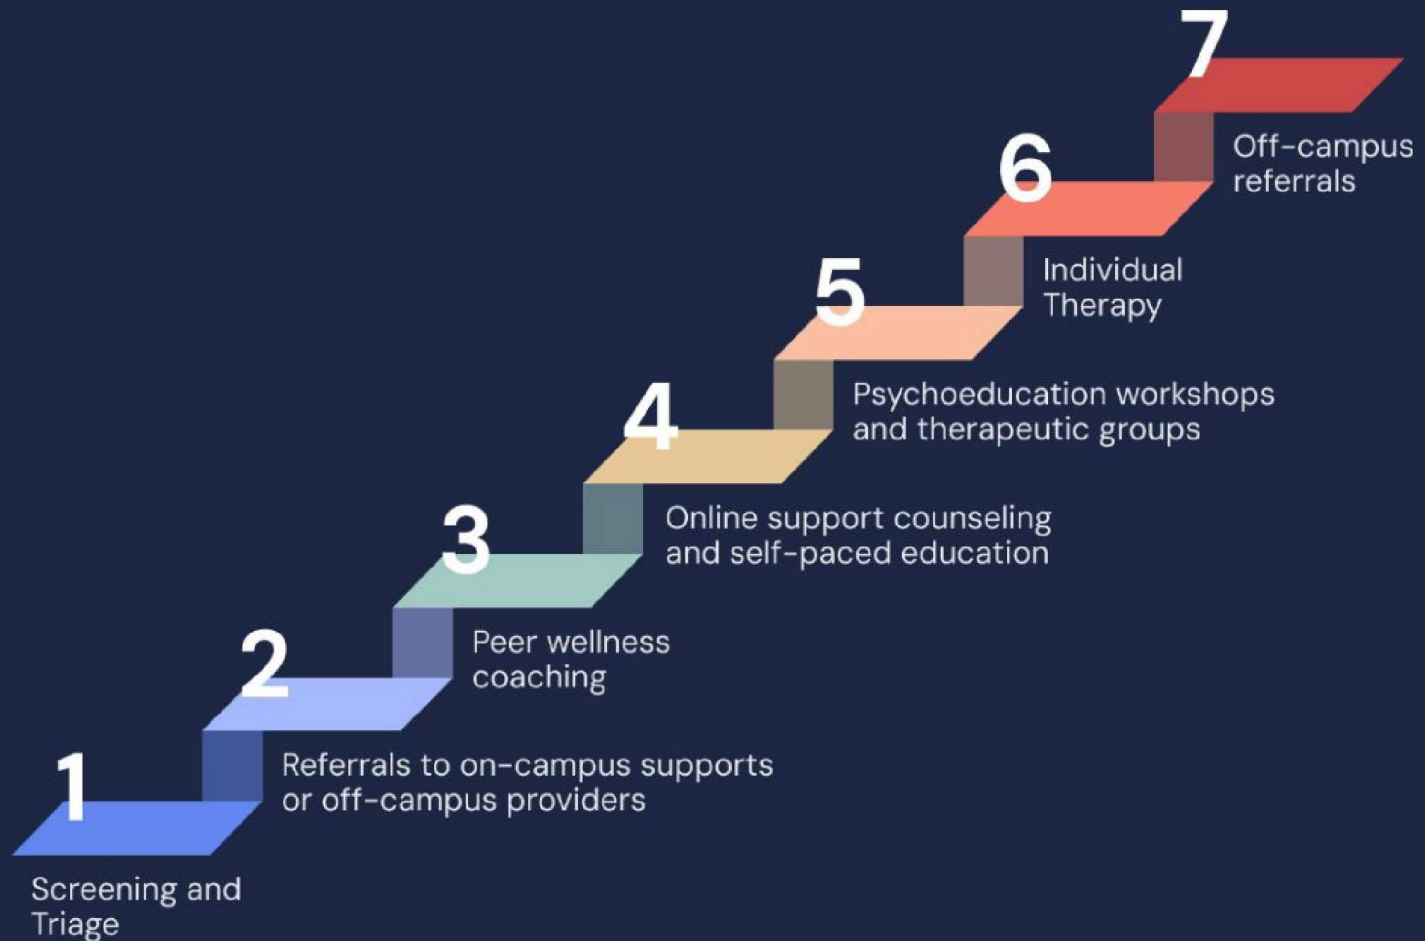 1
Screening and
Triage
2
Referrals to on-campus supports
or off-campus providers
3
Peer wellness
coaching
4
Online support counseling
and self-paced education
5
Psychoeducation workshops
and therapeutic groups
6
Individual
Therapy
7
Off-campus
referrals